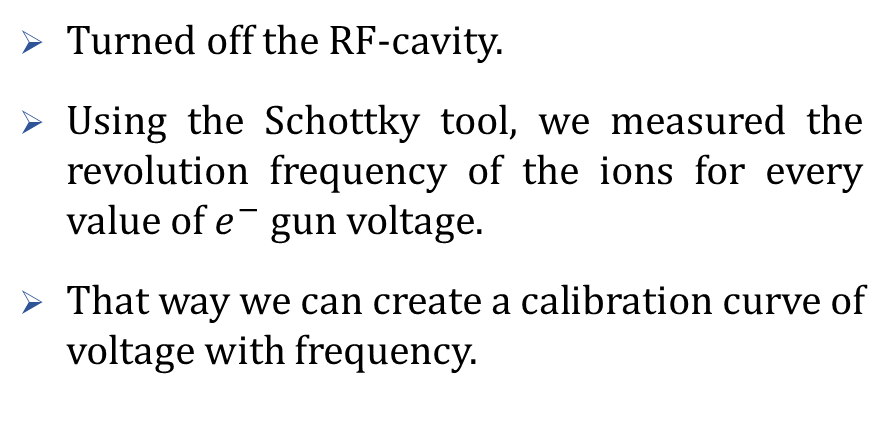 ➢ Turned off the RF-cavity.
➢ Using the Schottky tool, we measured the
revolution frequency of the ions for every
value of e⁻ gun voltage.
➢ That way we can create a calibration curve of
voltage with frequency.